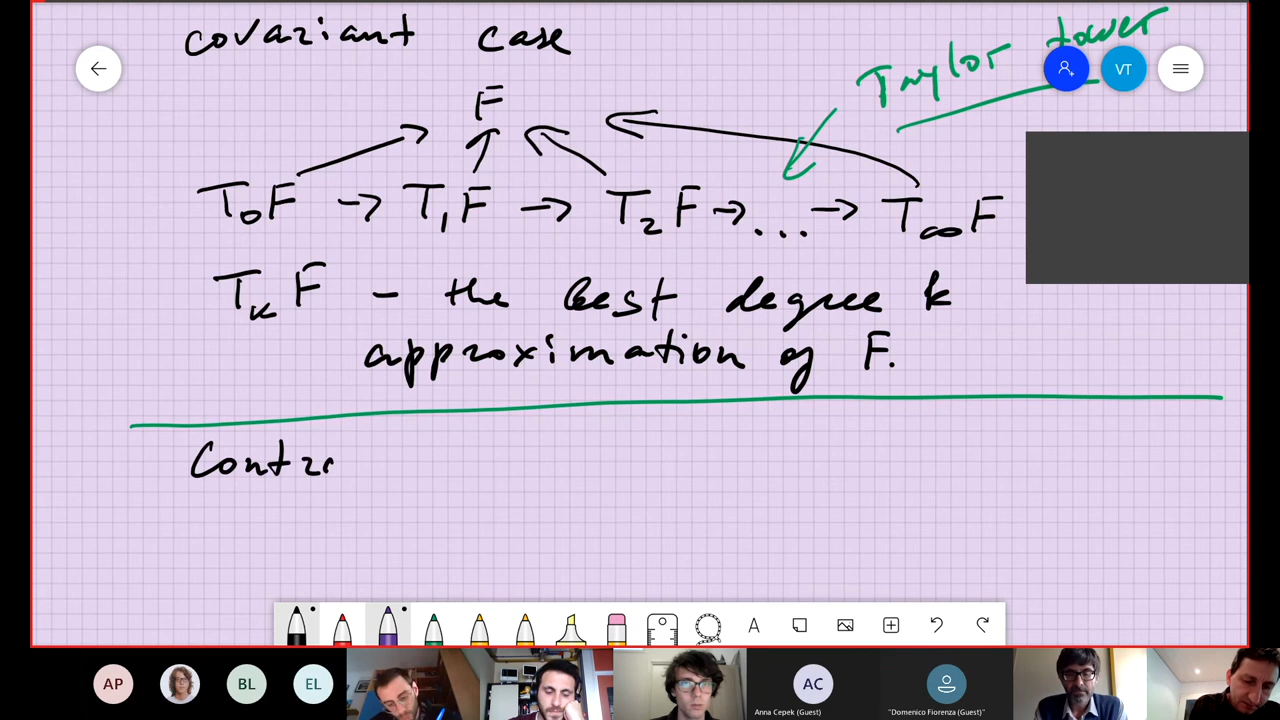 covariant case
Taylor tower
F
T₀F → T₁F → T₂F → ... → T∞F
TₖF – the best degree k
approximation of F.
Contra
VT
A
AP
BL
EL
AC
Anna Cepek (Guest)
"Domenico Fiorenza (Guest)"